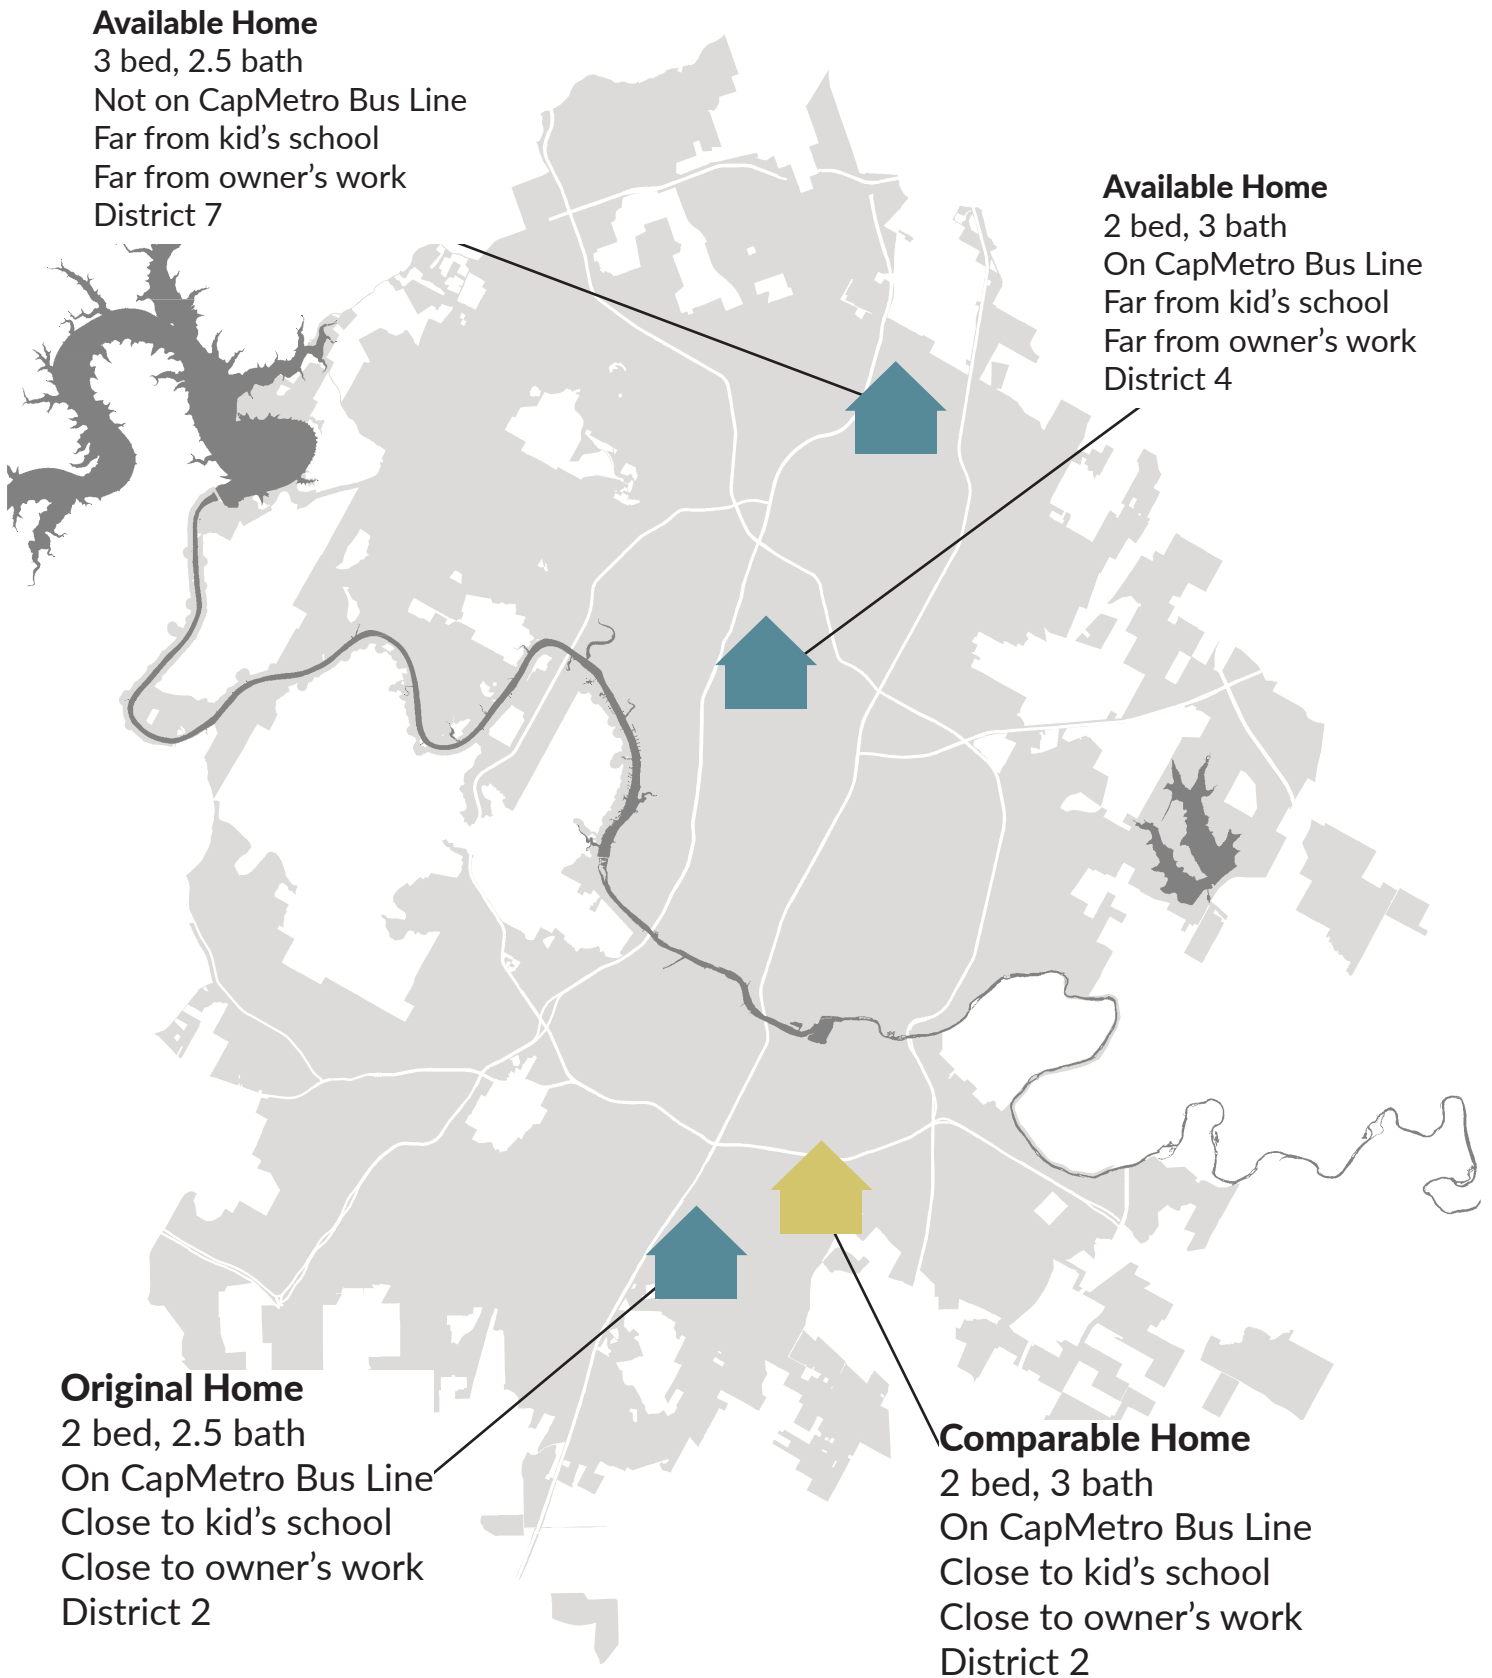 Available Home
3 bed, 2.5 bath
Not on CapMetro Bus Line
Far from kid’s school
Far from owner’s work
District 7
Available Home
2 bed, 3 bath
On CapMetro Bus Line
Far from kid’s school
Far from owner’s work
District 4
Original Home
2 bed, 2.5 bath
On CapMetro Bus Line
Close to kid’s school
Close to owner’s work
District 2
Comparable Home
2 bed, 3 bath
On CapMetro Bus Line
Close to kid’s school
Close to owner’s work
District 2